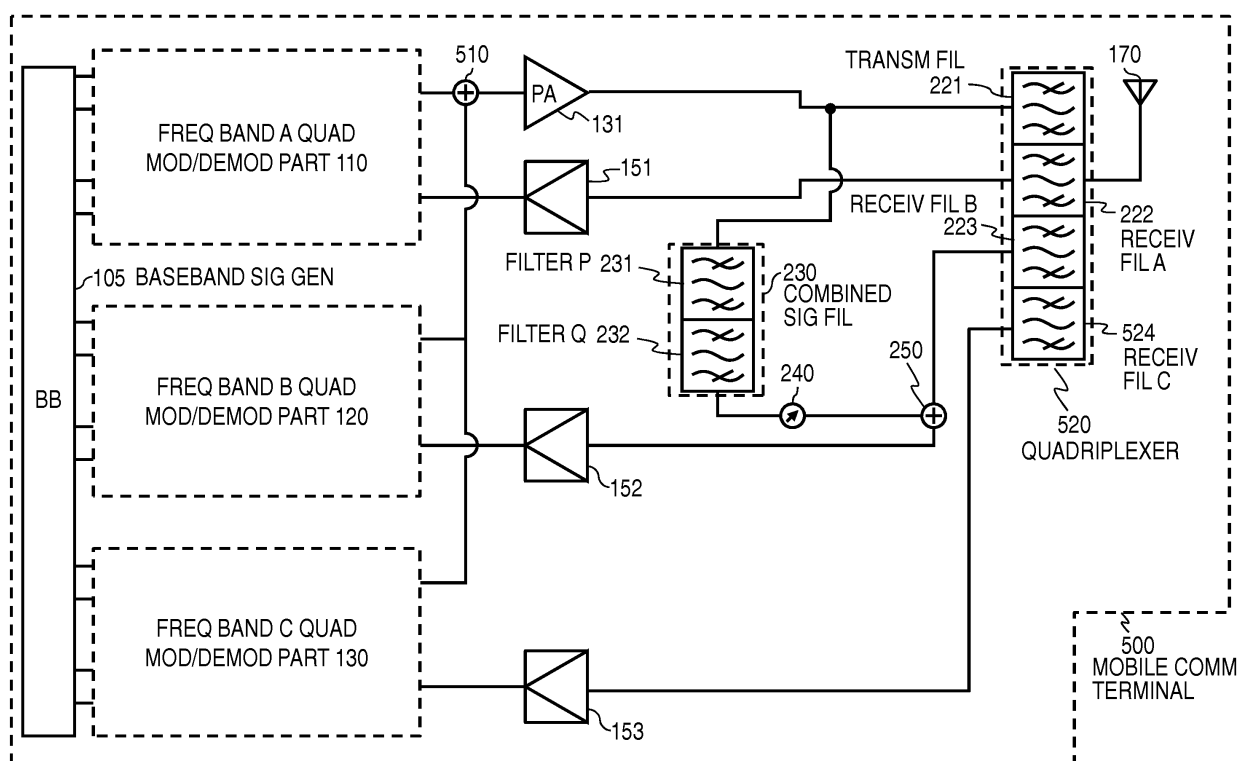 510
TRANSM FIL
221
170
PA
131
FREQ BAND A QUAD
MOD/DEMOD PART 110
151
RECEIV FIL B
223
222
RECEIV
FIL A
105 BASEBAND SIG GEN
FILTER P 231
230
COMBINED
SIG FIL
FILTER Q 232
524
RECEIV
FIL C
240
250
BB
FREQ BAND B QUAD
MOD/DEMOD PART 120
520
QUADRIPLEXER
152
FREQ BAND C QUAD
MOD/DEMOD PART 130
500
MOBILE COMM
TERMINAL
153